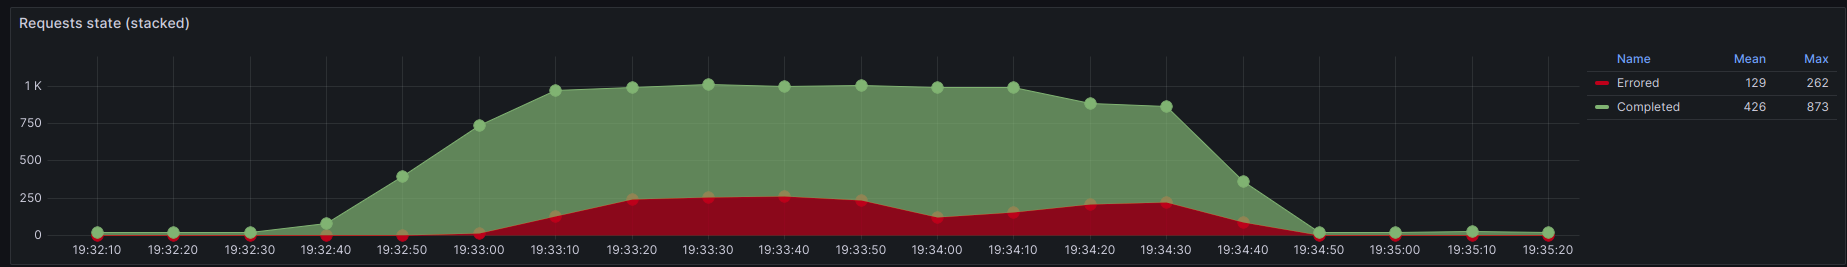 Requests state (stacked)
Name Mean Max
Errored 129 262
Completed 426 873
1 K
750
500
250
0
19:32:10 19:32:20 19:32:30 19:32:40 19:32:50 19:33:00 19:33:10 19:33:20 19:33:30 19:33:40 19:33:50 19:34:00 19:34:10 19:34:20 19:34:30 19:34:40 19:34:50 19:35:00 19:35:10 19:35:20